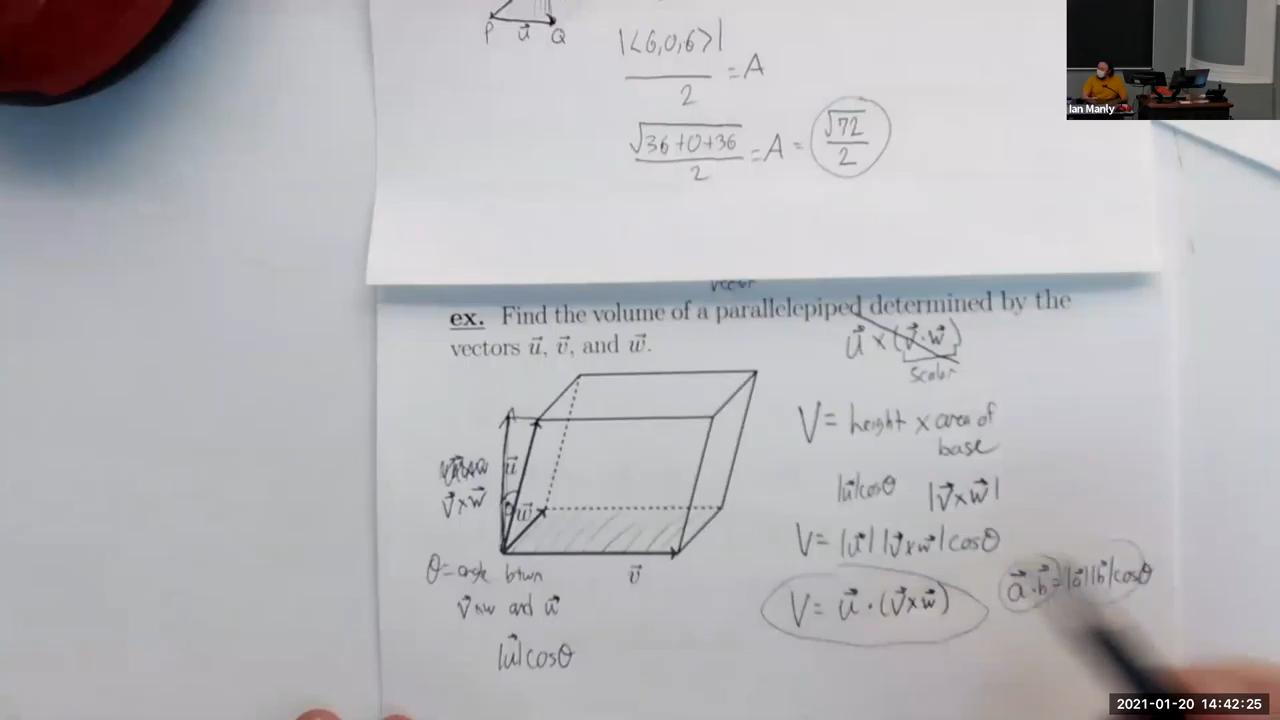 P u⃗ Q
|<6,0,6>|
2
= A
√36+0+36
2
= A = √72
2
vector
ex. Find the volume of a parallelepiped determined by the
vectors u⃗, v⃗, and w⃗.
u⃗ × (v⃗·w⃗)
scalar
V = height × area of
base
|u⃗|cosθ |v⃗×w⃗|
V = |u⃗| |v⃗×w⃗| cosθ
V = u⃗ · (v⃗×w⃗)
a⃗·b⃗ = |a⃗||b⃗|cosθ
u⃗
v⃗×w⃗
θ
w⃗
v⃗
θ = angle btwn
v⃗×w⃗ and u⃗
|u⃗|cosθ
Ian Manly
2021-01-20 14:42:25